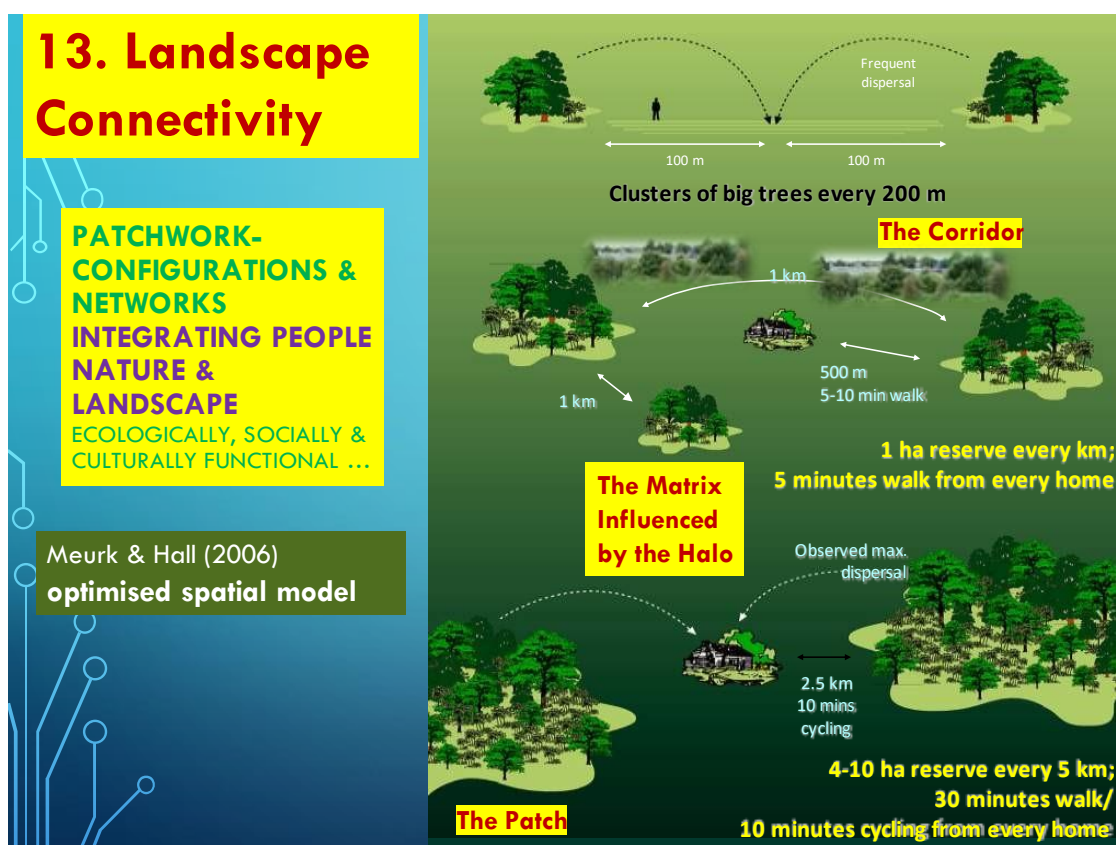 13. Landscape
Connectivity
PATCHWORK-
CONFIGURATIONS &
NETWORKS
INTEGRATING PEOPLE
NATURE &
LANDSCAPE
ECOLOGICALLY, SOCIALLY &
CULTURALLY FUNCTIONAL …
Meurk & Hall (2006)
optimised spatial model
Frequent
dispersal
100 m
100 m
Clusters of big trees every 200 m
The Corridor
1 km
500 m
5-10 min walk
1 km
1 ha reserve every km;
5 minutes walk from every home
The Matrix
Influenced
by the Halo
Observed max.
dispersal
2.5 km
10 mins
cycling
4-10 ha reserve every 5 km;
30 minutes walk/
10 minutes cycling from every home
The Patch